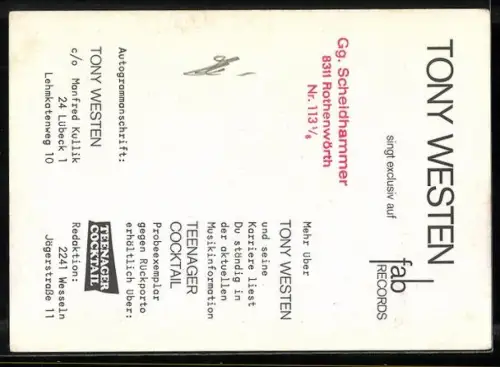 TONY WESTEN
singt exclusiv auf
fab
RECORDS
Gg. Scheidhammer
8311 Rothenwörth
Nr. 113 1/6
Mehr über
TONY WESTEN
und seine
Karriere liest
Du ständig in
der aktuellen
Musikinformation
TEENAGER
COCKTAIL
Probeexemplar
gegen Rückporto
erhältlich über:
TEENAGER
COCKTAIL
Redaktion:
2241 Wesseln
Jägerstraße 11
Autogrammanschrift:
TONY WESTEN
c/o Manfred Kullik
24 Lübeck 1
Lehmkatenweg 10